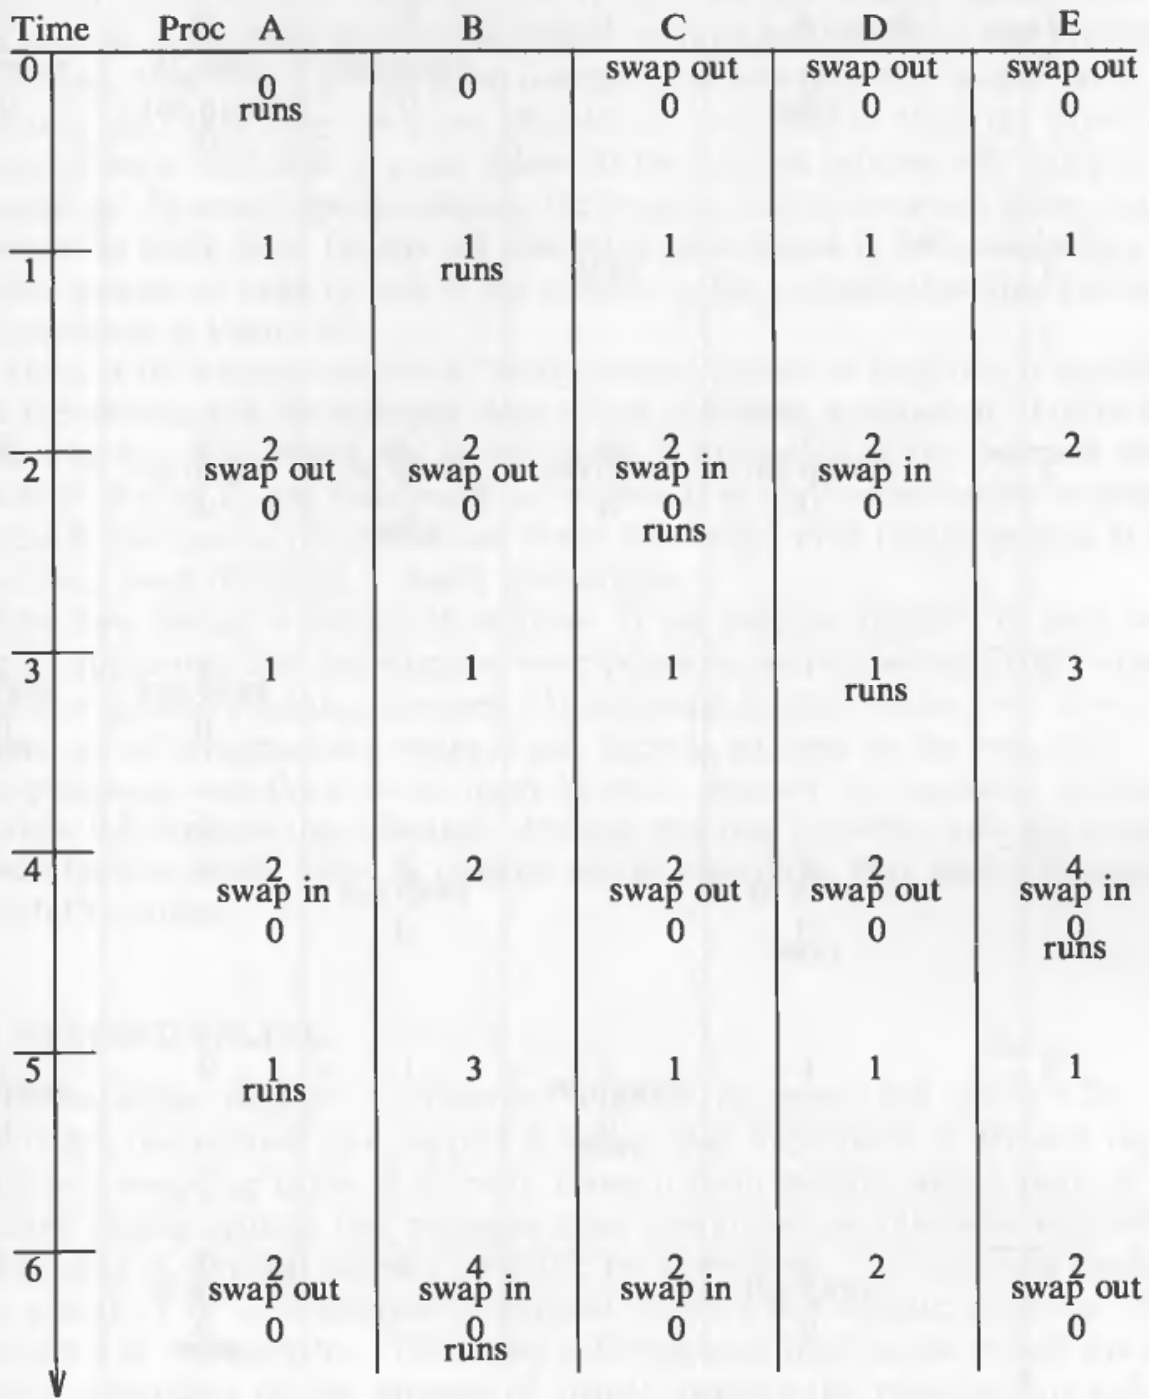 Time Proc A B C D E
0 0 0 swap out swap out swap out
runs 0 0 0
1 1 1 1 1 1
runs
2 2 2 2 2 2
swap out swap out swap in swap in
0 0 0 0
runs
3 1 1 1 1 3
runs
4 2 2 2 2 4
swap in swap out swap out swap in
0 0 0 0
runs
5 1 3 1 1 1
runs
6 2 4 2 2 2
swap out swap in swap in swap out
0 0 0 0
runs